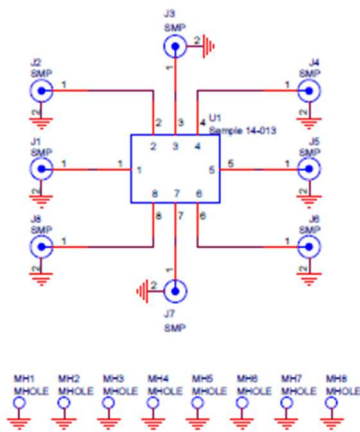 J3
SMP
2
1
J2
SMP
1
2
J4
SMP
1
2
2 3 4
U1
Sample 14-013
2 3 4
J1
SMP
1
2
1
1
5
5
J5
SMP
1
2
8 7 6
8 7 6
J8
SMP
1
2
J6
SMP
1
2
1
2
J7
SMP
MH1 MH2 MH3 MH4 MH5 MH6 MH7 MH8
MHOLE MHOLE MHOLE MHOLE MHOLE MHOLE MHOLE MHOLE